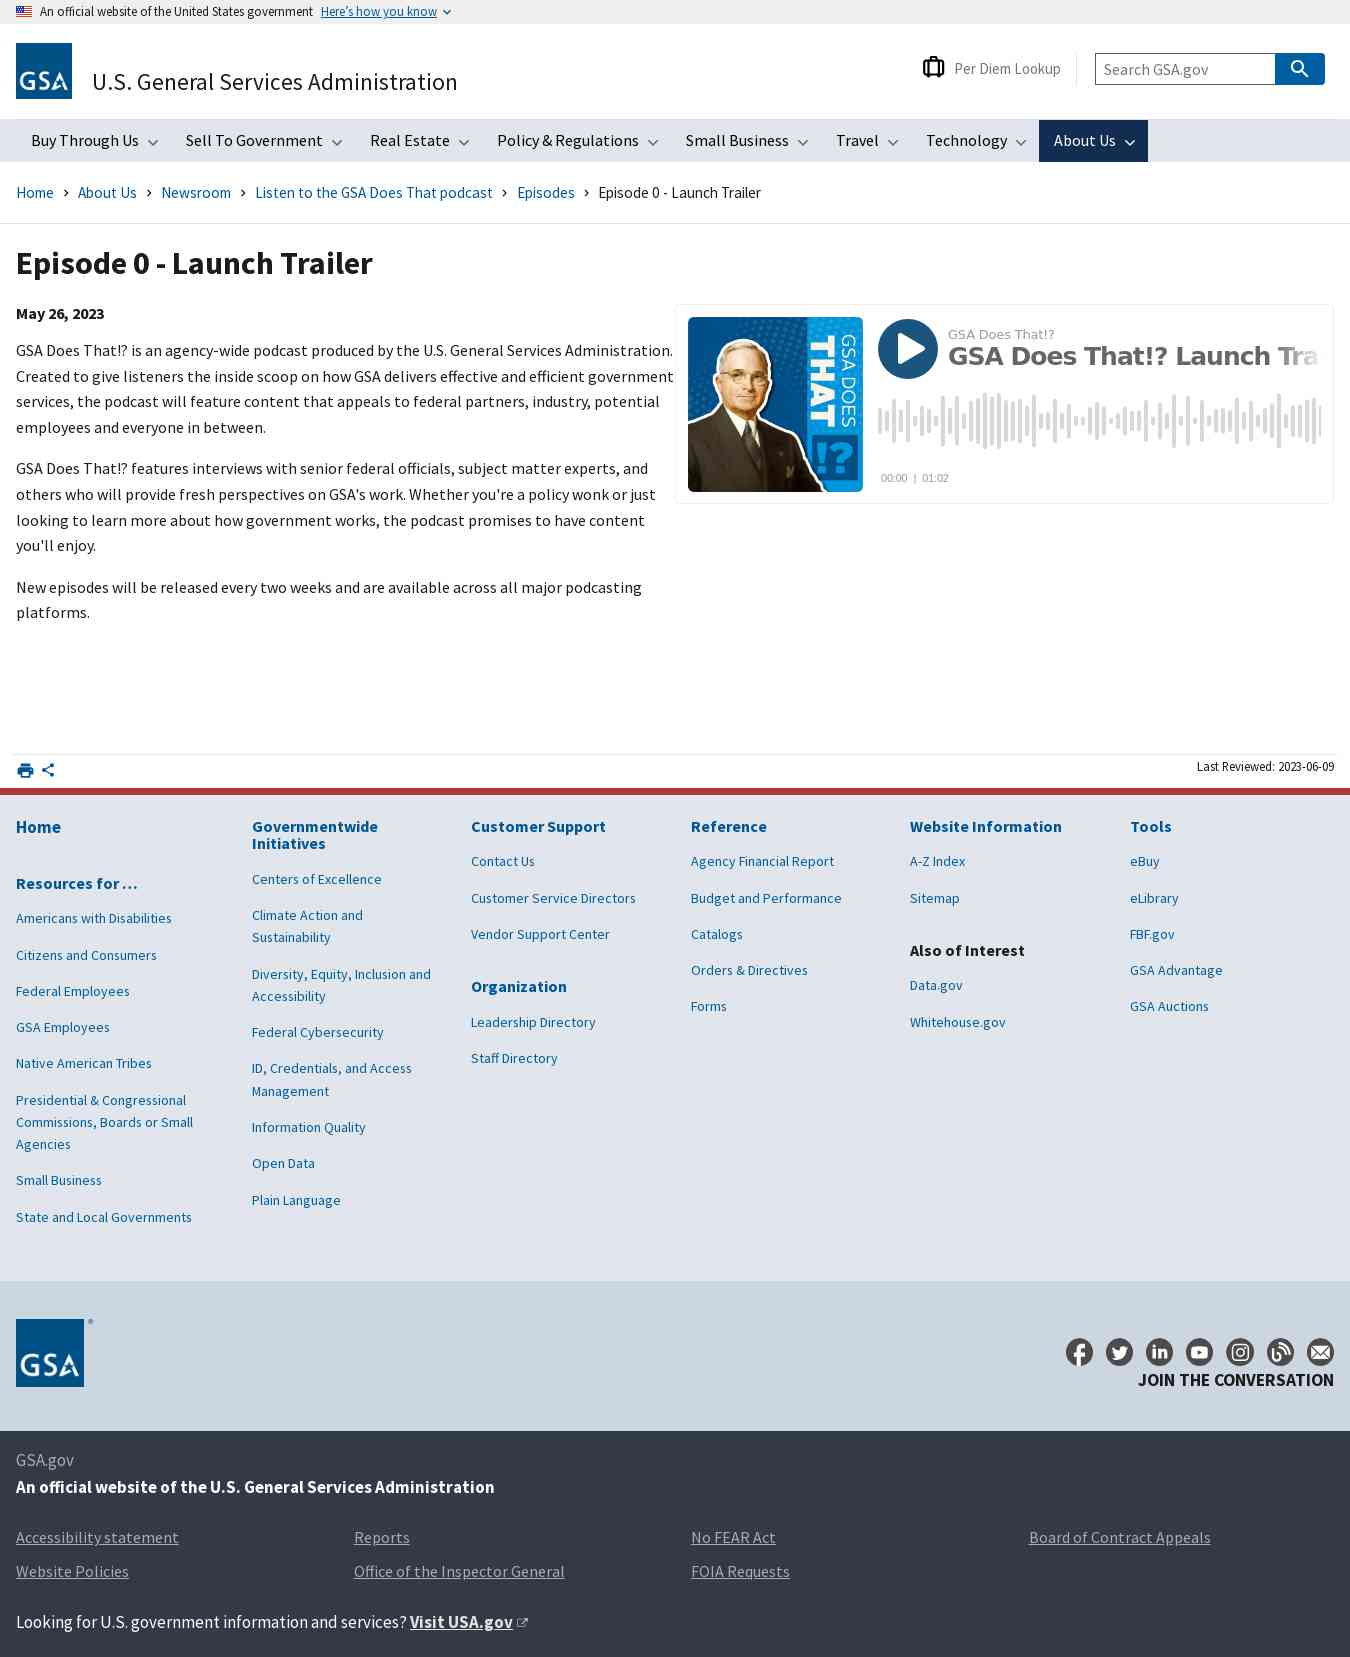 An official website of the United States government Here's how you know
GSA
U.S. General Services Administration
Per Diem Lookup
Search GSA.gov
Buy Through Us Sell To Government Real Estate Policy & Regulations Small Business Travel Technology About Us
Home About Us Newsroom Listen to the GSA Does That podcast Episodes Episode 0 - Launch Trailer
Episode 0 - Launch Trailer
May 26, 2023
GSA Does That!? is an agency-wide podcast produced by the U.S. General Services Administration.
Created to give listeners the inside scoop on how GSA delivers effective and efficient government
services, the podcast will feature content that appeals to federal partners, industry, potential
employees and everyone in between.
GSA Does That!? features interviews with senior federal officials, subject matter experts, and
others who will provide fresh perspectives on GSA's work. Whether you're a policy wonk or just
looking to learn more about how government works, the podcast promises to have content
you'll enjoy.
New episodes will be released every two weeks and are available across all major podcasting
platforms.
GSA DOES
THAT
!?
GSA Does That!?
GSA Does That!? Launch Tra
00:00 | 01:02
Last Reviewed: 2023-06-09
Home
Resources for …
Americans with Disabilities
Citizens and Consumers
Federal Employees
GSA Employees
Native American Tribes
Presidential & Congressional
Commissions, Boards or Small
Agencies
Small Business
State and Local Governments
Governmentwide
Initiatives
Centers of Excellence
Climate Action and
Sustainability
Diversity, Equity, Inclusion and
Accessibility
Federal Cybersecurity
ID, Credentials, and Access
Management
Information Quality
Open Data
Plain Language
Customer Support
Contact Us
Customer Service Directors
Vendor Support Center
Organization
Leadership Directory
Staff Directory
Reference
Agency Financial Report
Budget and Performance
Catalogs
Orders & Directives
Forms
Website Information
A-Z Index
Sitemap
Also of Interest
Data.gov
Whitehouse.gov
Tools
eBuy
eLibrary
FBF.gov
GSA Advantage
GSA Auctions
GSA ®
JOIN THE CONVERSATION
GSA.gov
An official website of the U.S. General Services Administration
Accessibility statement Reports No FEAR Act Board of Contract Appeals
Website Policies Office of the Inspector General FOIA Requests
Looking for U.S. government information and services? Visit USA.gov